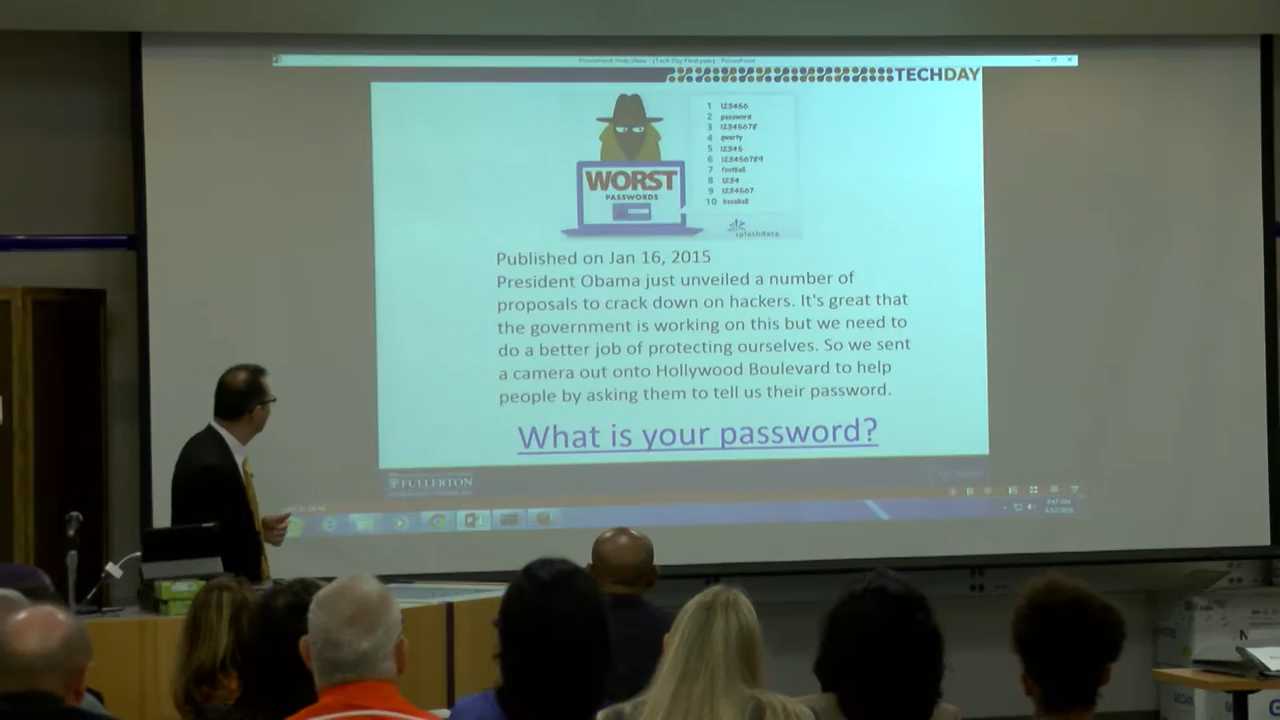 TECHDAY
1 123456
2 password
3 12345678
4 qwerty
5 12345
6 123456789
7 football
8 1234
9 1234567
10 baseball
WORST
PASSWORDS
splashdata
Published on Jan 16, 2015
President Obama just unveiled a number of
proposals to crack down on hackers. It's great that
the government is working on this but we need to
do a better job of protecting ourselves. So we sent
a camera out onto Hollywood Boulevard to help
people by asking them to tell us their password.
What is your password?
FULLERTON